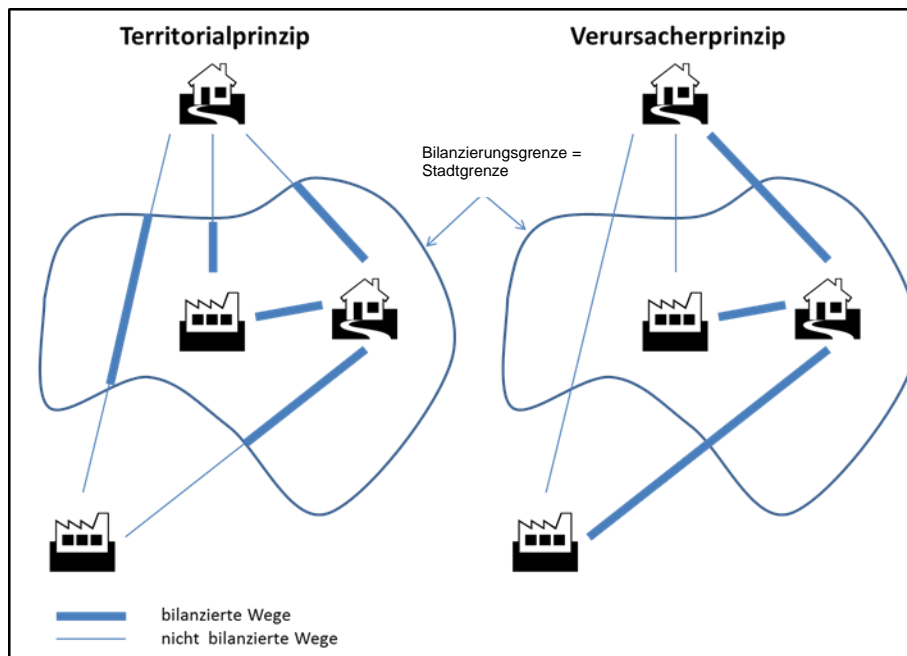 Territorialprinzip
Verursacherprinzip
Bilanzierungsgrenze =
Stadtgrenze
bilanzierte Wege
nicht bilanzierte Wege